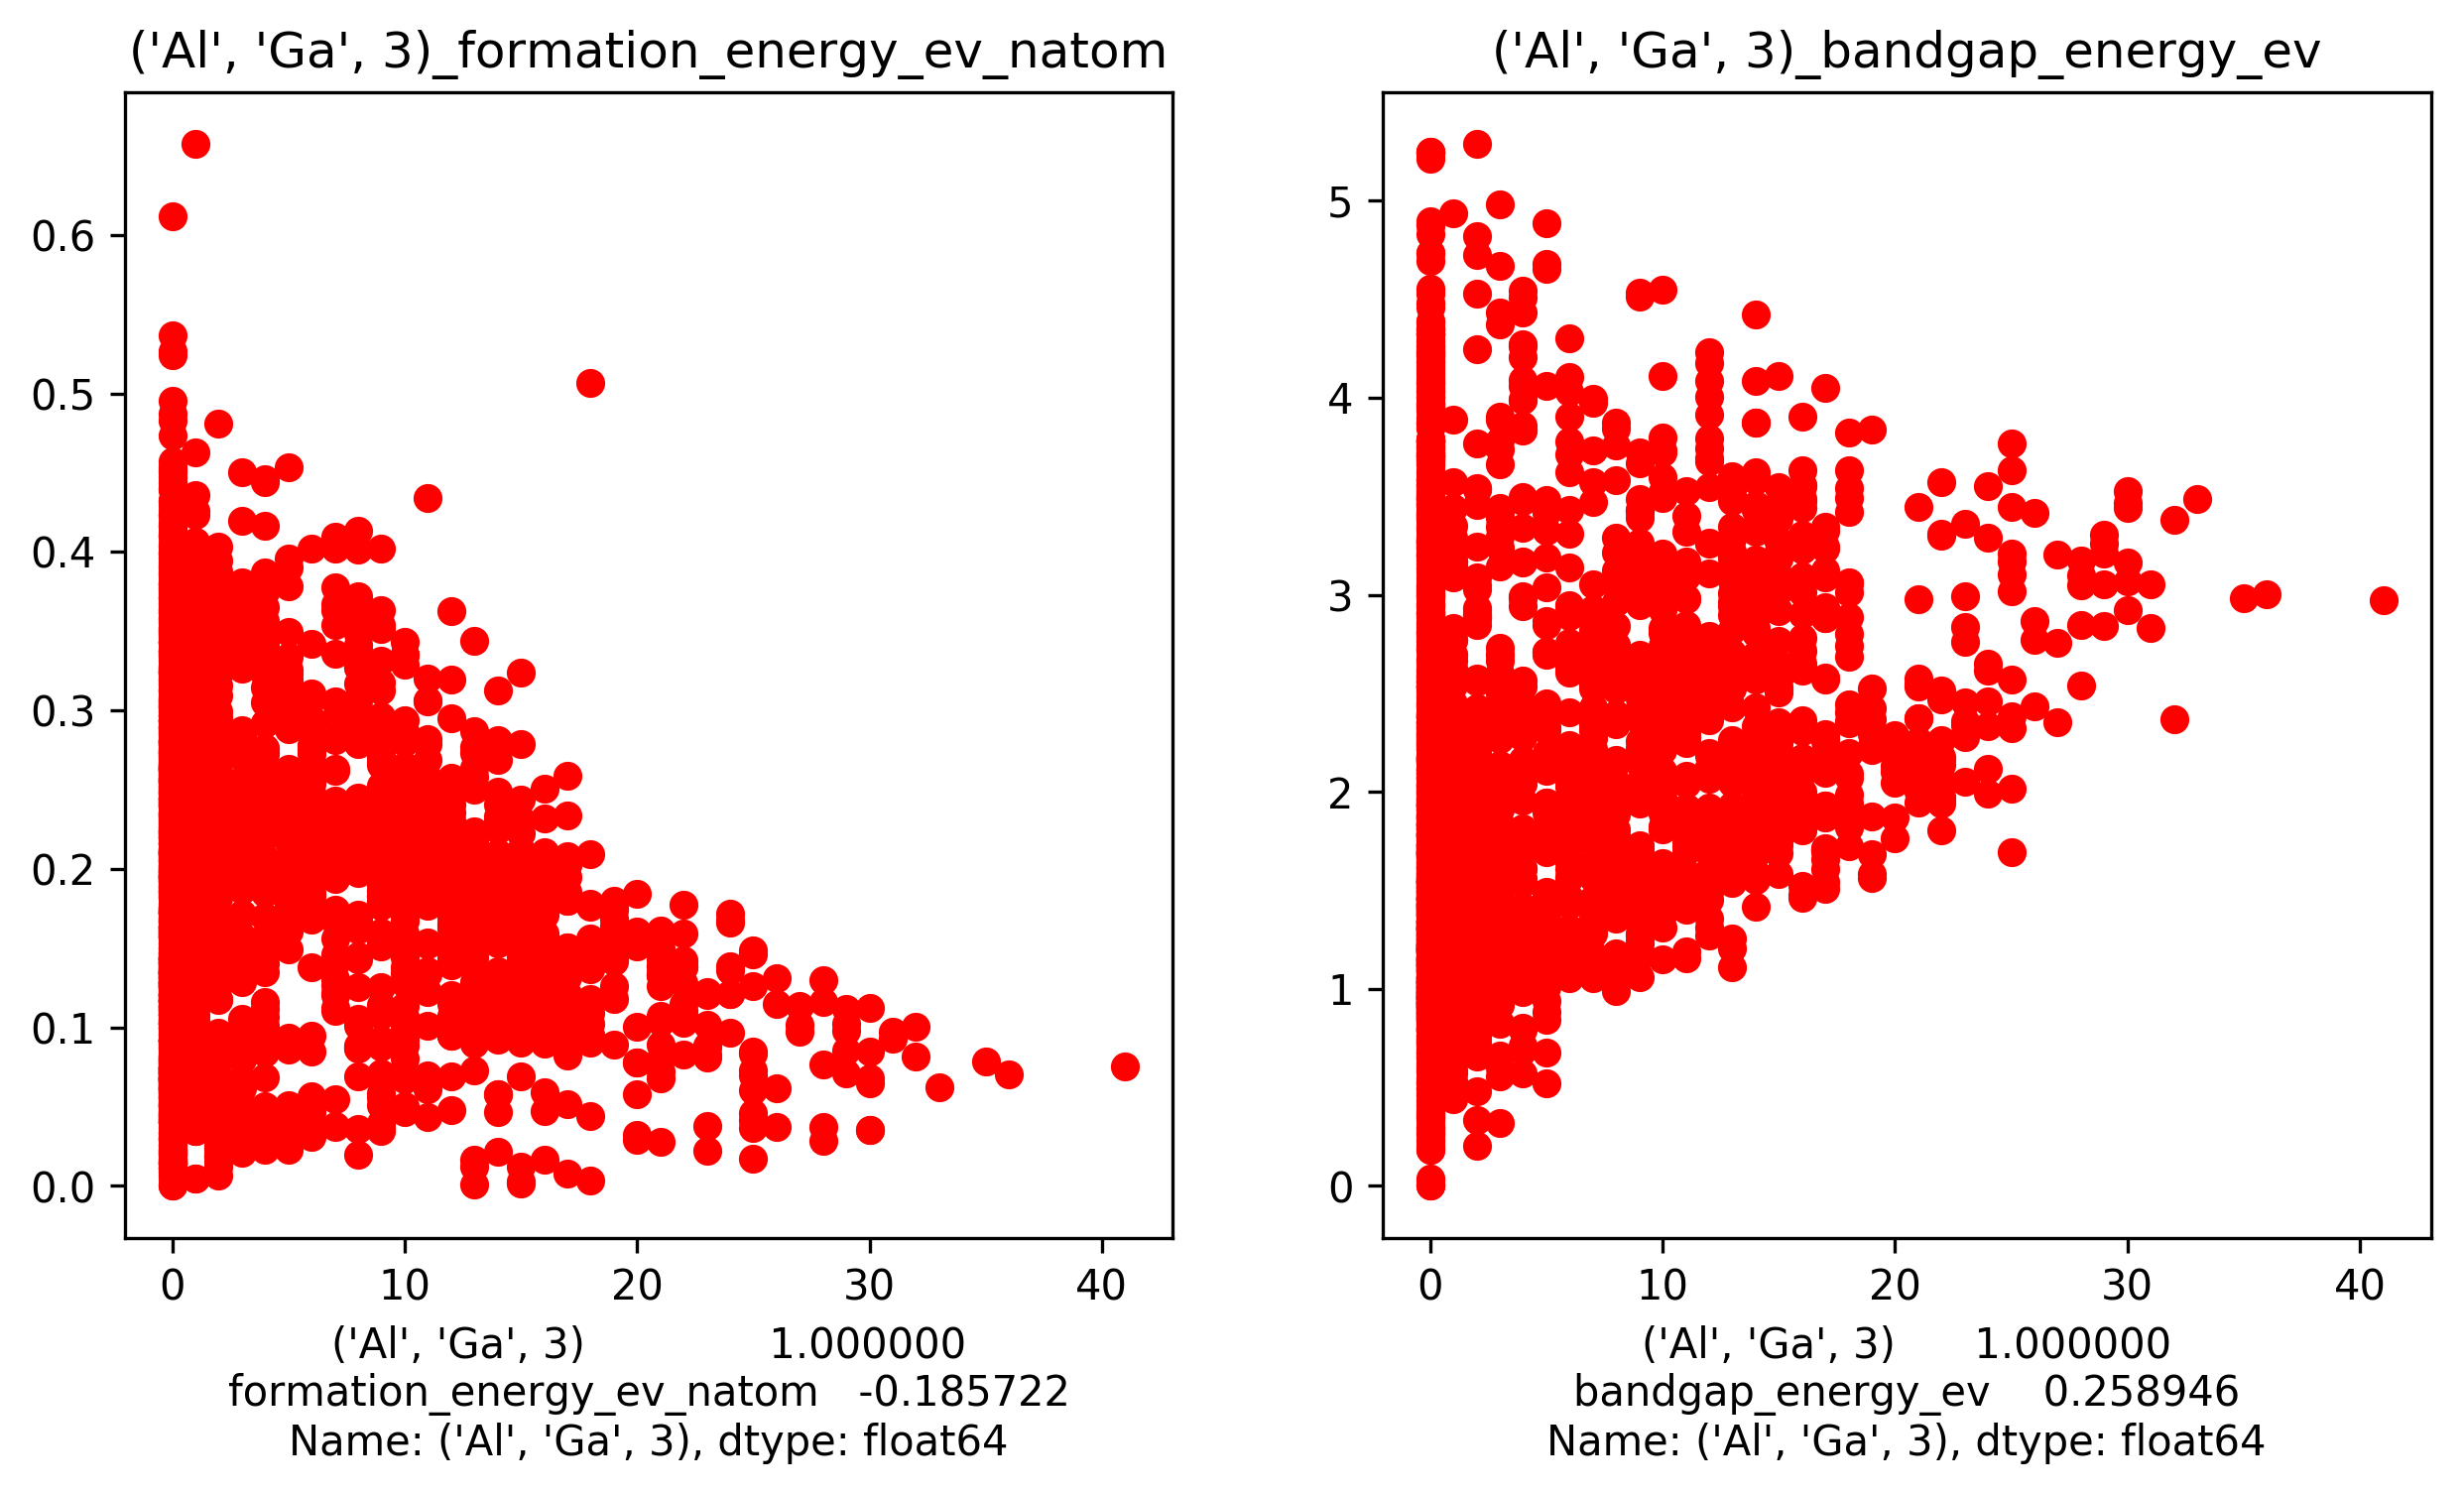 ('Al', 'Ga', 3)_formation_energy_ev_natom
0.6
0.5
0.4
0.3
0.2
0.1
0.0
0 10 20 30 40
('Al', 'Ga', 3) 1.000000
formation_energy_ev_natom -0.185722
Name: ('Al', 'Ga', 3), dtype: float64
('Al', 'Ga', 3)_bandgap_energy_ev
5
4
3
2
1
0
0 10 20 30 40
('Al', 'Ga', 3) 1.000000
bandgap_energy_ev 0.258946
Name: ('Al', 'Ga', 3), dtype: float64